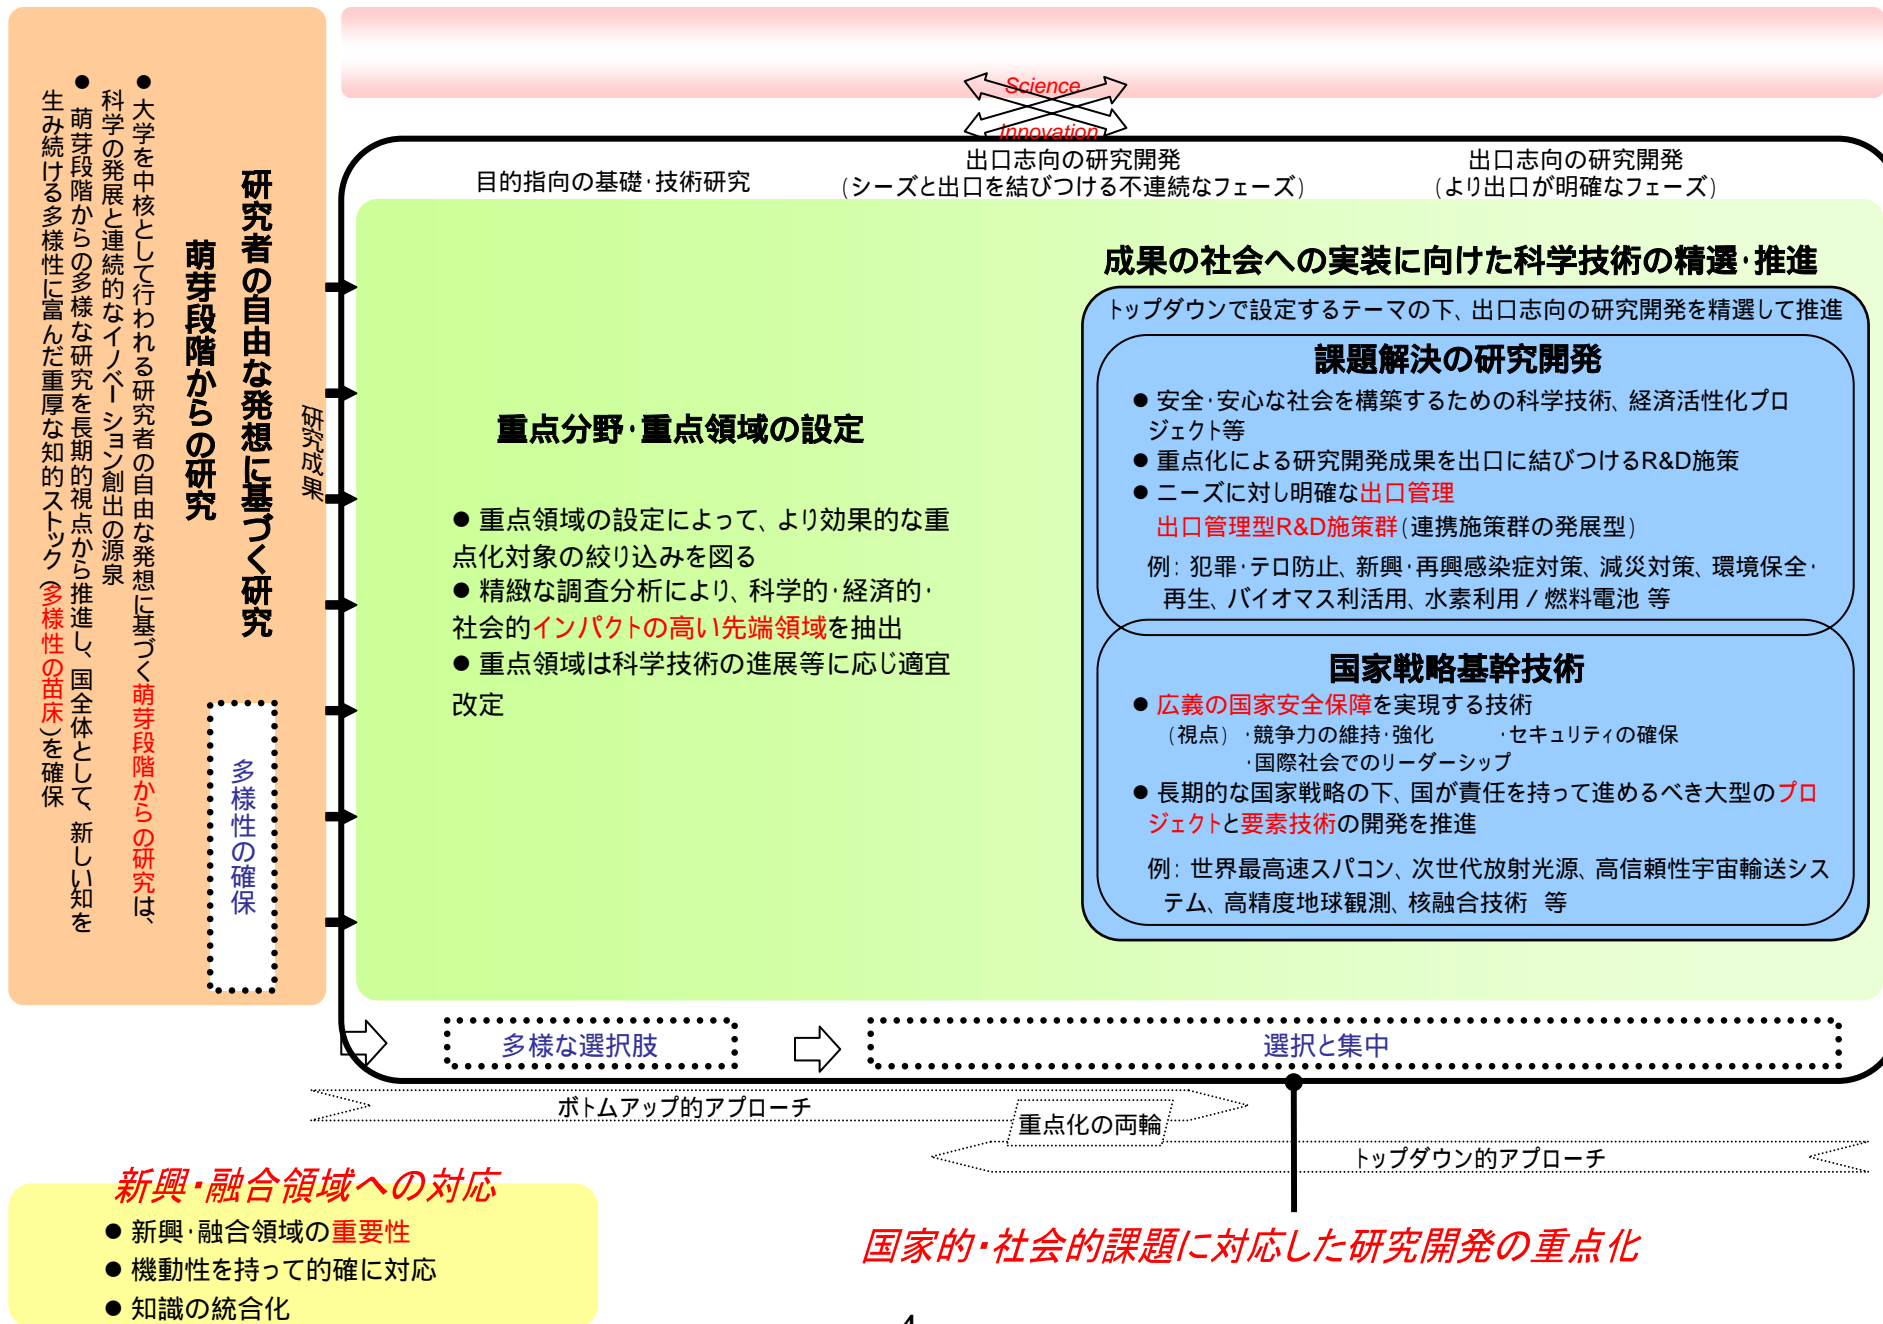 Science
Innovation
研究者の自由な発想に基づく研究
萌芽段階からの研究
● 大学を中核として行われる研究者の自由な発想に基づく萌芽段階からの研究は、
科学の発展と連続的なイノベーション創出の源泉
● 萌芽段階からの多様な研究を長期的視点から推進し、国全体として、新しい知を
生み続ける多様性に富んだ重厚な知的ストック(多様性の苗床)を確保
多様性の確保
研究成果
目的指向の基礎・技術研究
出口志向の研究開発
(シーズと出口を結びつける不連続なフェーズ)
出口志向の研究開発
(より出口が明確なフェーズ)
重点分野・重点領域の設定
● 重点領域の設定によって、より効果的な重
点化対象の絞り込みを図る
● 精緻な調査分析により、科学的・経済的・
社会的インパクトの高い先端領域を抽出
● 重点領域は科学技術の進展等に応じ適宜
改定
成果の社会への実装に向けた科学技術の精選・推進
トップダウンで設定するテーマの下、出口志向の研究開発を精選して推進
課題解決の研究開発
● 安全・安心な社会を構築するための科学技術、経済活性化プロ
ジェクト等
● 重点化による研究開発成果を出口に結びつけるR&D施策
● ニーズに対し明確な出口管理
出口管理型R&D施策群(連携施策群の発展型)
例: 犯罪・テロ防止、新興・再興感染症対策、減災対策、環境保全・
再生、バイオマス利活用、水素利用/燃料電池 等
国家戦略基幹技術
● 広義の国家安全保障を実現する技術
(視点) ・競争力の維持・強化 ・セキュリティの確保
・国際社会でのリーダーシップ
● 長期的な国家戦略の下、国が責任を持って進めるべき大型のプロ
ジェクトと要素技術の開発を推進
例: 世界最高速スパコン、次世代放射光源、高信頼性宇宙輸送シス
テム、高精度地球観測、核融合技術 等
多様な選択肢
選択と集中
ボトムアップ的アプローチ
重点化の両輪
トップダウン的アプローチ
新興・融合領域への対応
● 新興・融合領域の重要性
● 機動性を持って的確に対応
● 知識の統合化
国家的・社会的課題に対応した研究開発の重点化
4